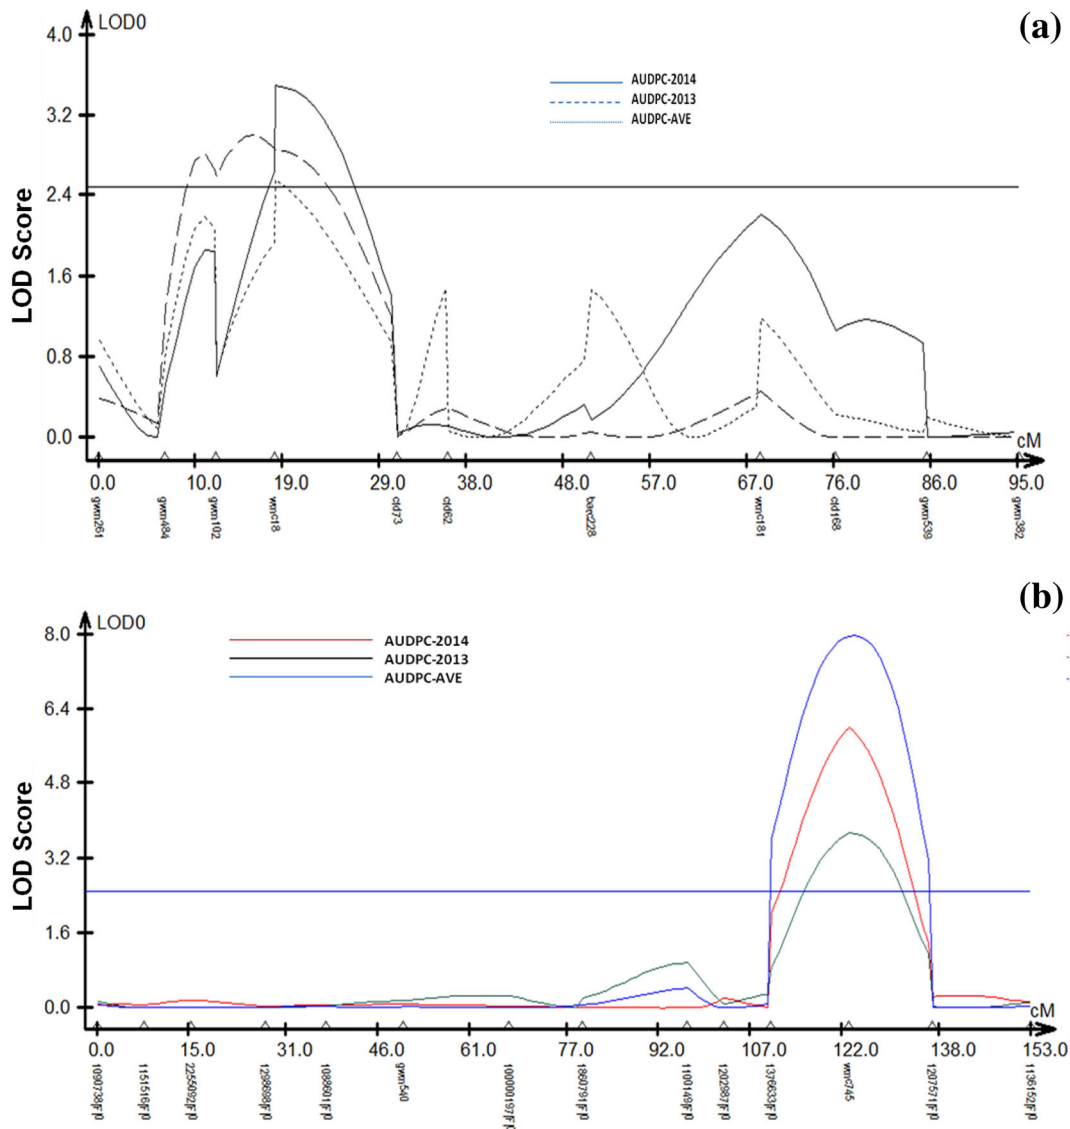 (a)
LOD0
4.0
AUDPC-2014
AUDPC-2013
AUDPC-AVE
3.2
2.4
1.6
0.8
0.0
LOD Score
cM
0.0 10.0 19.0 29.0 38.0 48.0 57.0 67.0 76.0 86.0 95.0
gwm261 gwm484 gwm102 wmc18 cfd73 cfd62 barc228 wmc181 cfd168 gwm539 gwm382
(b)
LOD0
8.0
AUDPC-2014
AUDPC-2013
AUDPC-AVE
6.4
4.8
3.2
1.6
0.0
LOD Score
cM
0.0 15.0 31.0 46.0 61.0 77.0 92.0 107.0 122.0 138.0 153.0
gwm540 wmc745